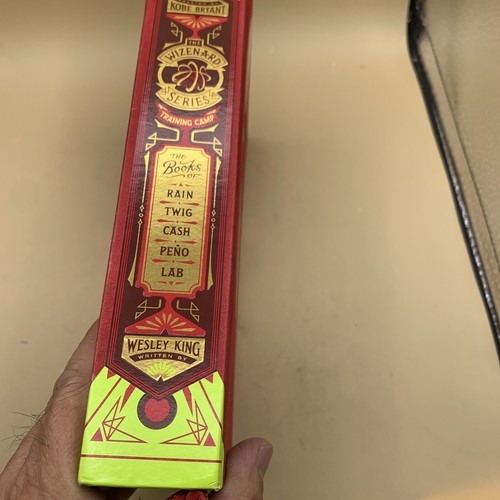 KOBE BRYANT
THE
WIZENARD
SERIES
TRAINING CAMP
THE
Books
OF
RAIN
TWIG
CASH
PEÑO
LAB
WESLEY KING
WRITTEN BY